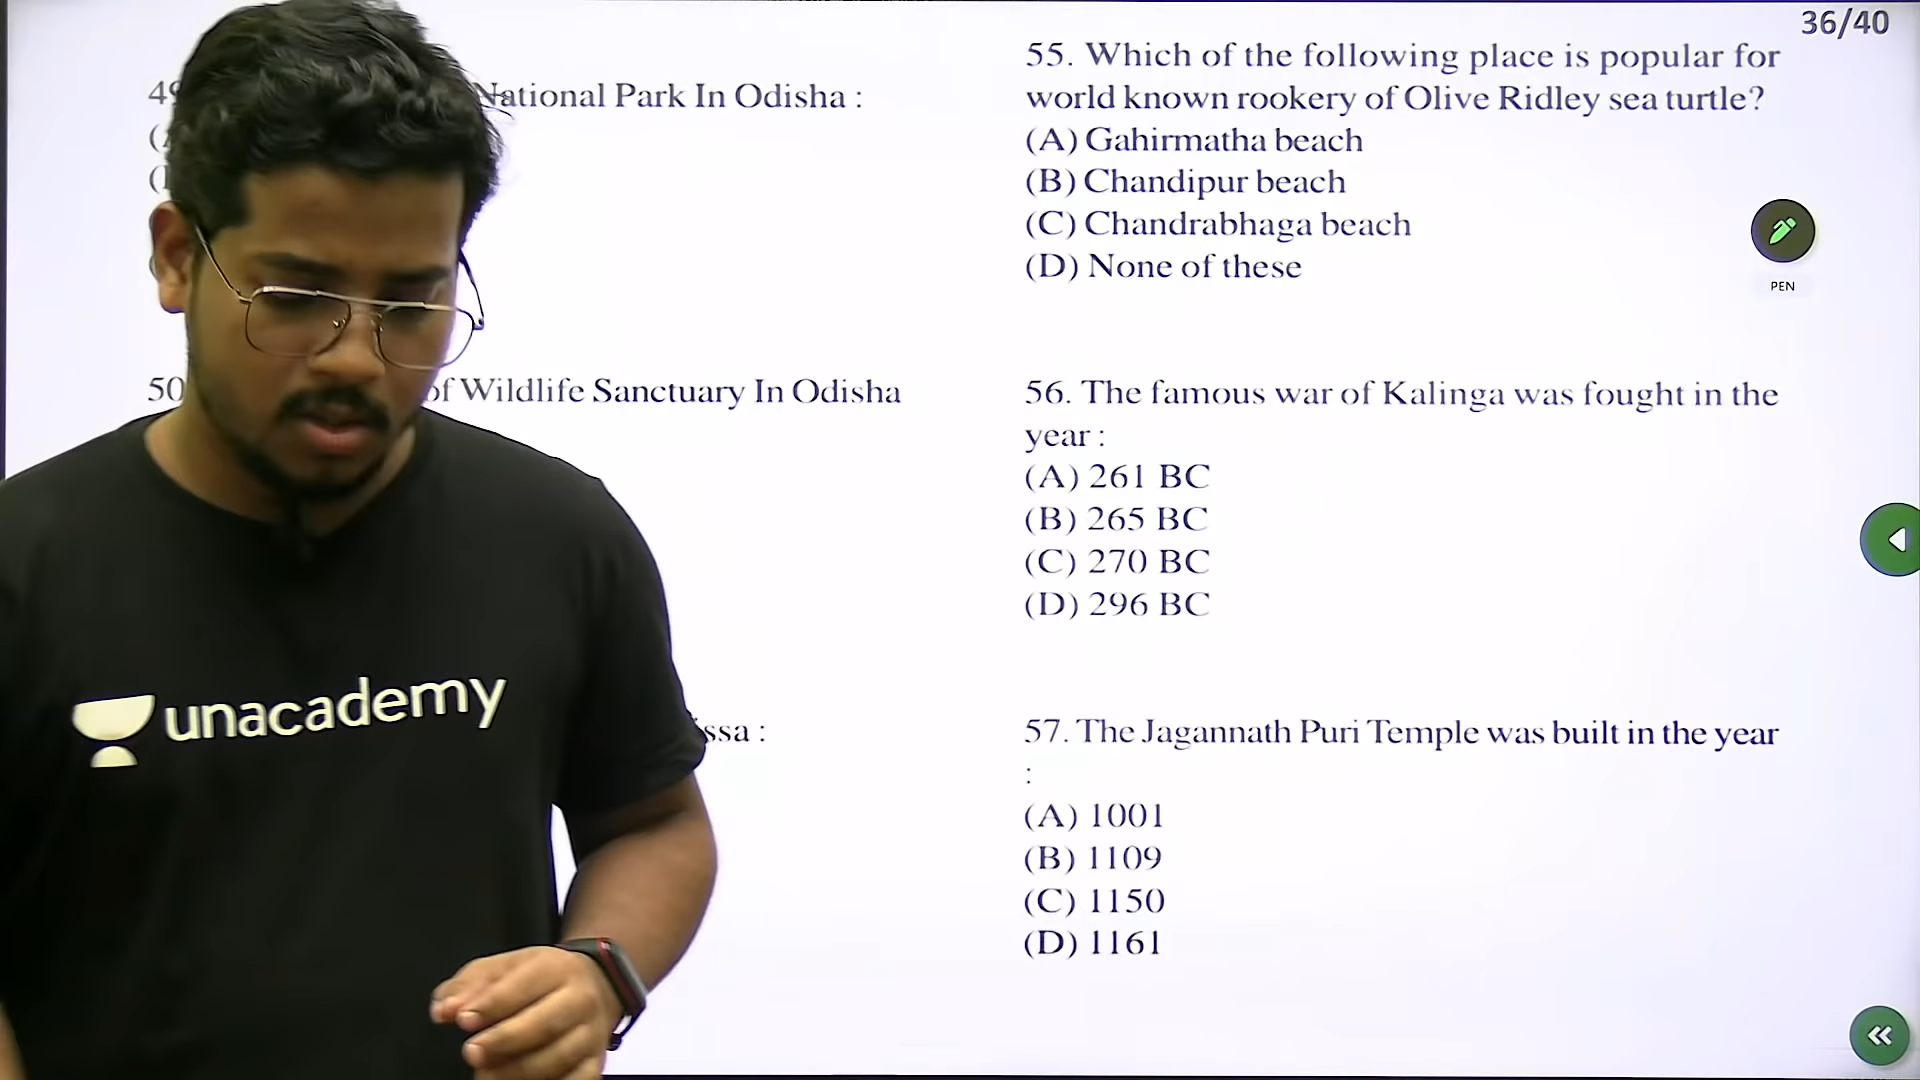 36/40
National Park In Odisha :
50
of Wildlife Sanctuary In Odisha
ssa :
55. Which of the following place is popular for
world known rookery of Olive Ridley sea turtle?
(A) Gahirmatha beach
(B) Chandipur beach
(C) Chandrabhaga beach
(D) None of these
PEN
56. The famous war of Kalinga was fought in the
year :
(A) 261 BC
(B) 265 BC
(C) 270 BC
(D) 296 BC
57. The Jagannath Puri Temple was built in the year
:
(A) 1001
(B) 1109
(C) 1150
(D) 1161
unacademy